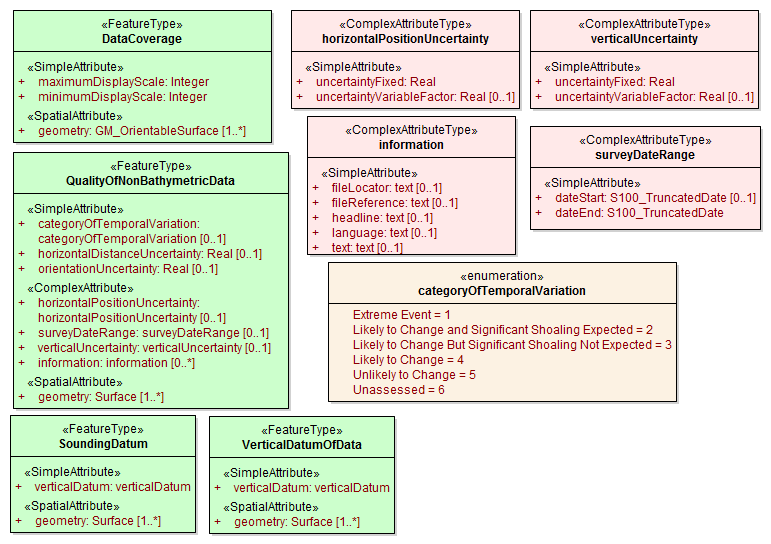 «FeatureType»
DataCoverage
«SimpleAttribute»
+ maximumDisplayScale: Integer
+ minimumDisplayScale: Integer
«SpatialAttribute»
+ geometry: GM_OrientableSurface [1..*]
«ComplexAttributeType»
horizontalPositionUncertainty
«SimpleAttribute»
+ uncertaintyFixed: Real
+ uncertaintyVariableFactor: Real [0..1]
«ComplexAttributeType»
verticalUncertainty
«SimpleAttribute»
+ uncertaintyFixed: Real
+ uncertaintyVariableFactor: Real [0..1]
«ComplexAttributeType»
information
«SimpleAttribute»
+ fileLocator: text [0..1]
+ fileReference: text [0..1]
+ headline: text [0..1]
+ language: text [0..1]
+ text: text [0..1]
«ComplexAttributeType»
surveyDateRange
«SimpleAttribute»
+ dateStart: S100_TruncatedDate [0..1]
+ dateEnd: S100_TruncatedDate
«FeatureType»
QualityOfNonBathymetricData
«SimpleAttribute»
+ categoryOfTemporalVariation:
categoryOfTemporalVariation [0..1]
+ horizontalDistanceUncertainty: Real [0..1]
+ orientationUncertainty: Real [0..1]
«ComplexAttribute»
+ horizontalPositionUncertainty:
horizontalPositionUncertainty [0..1]
+ surveyDateRange: surveyDateRange [0..1]
+ verticalUncertainty: verticalUncertainty [0..1]
+ information: information [0..*]
«SpatialAttribute»
+ geometry: Surface [1..*]
«enumeration»
categoryOfTemporalVariation
Extreme Event = 1
Likely to Change and Significant Shoaling Expected = 2
Likely to Change But Significant Shoaling Not Expected = 3
Likely to Change = 4
Unlikely to Change = 5
Unassessed = 6
«FeatureType»
SoundingDatum
«SimpleAttribute»
+ verticalDatum: verticalDatum
«SpatialAttribute»
+ geometry: Surface [1..*]
«FeatureType»
VerticalDatumOfData
«SimpleAttribute»
+ verticalDatum: verticalDatum
«SpatialAttribute»
+ geometry: Surface [1..*]